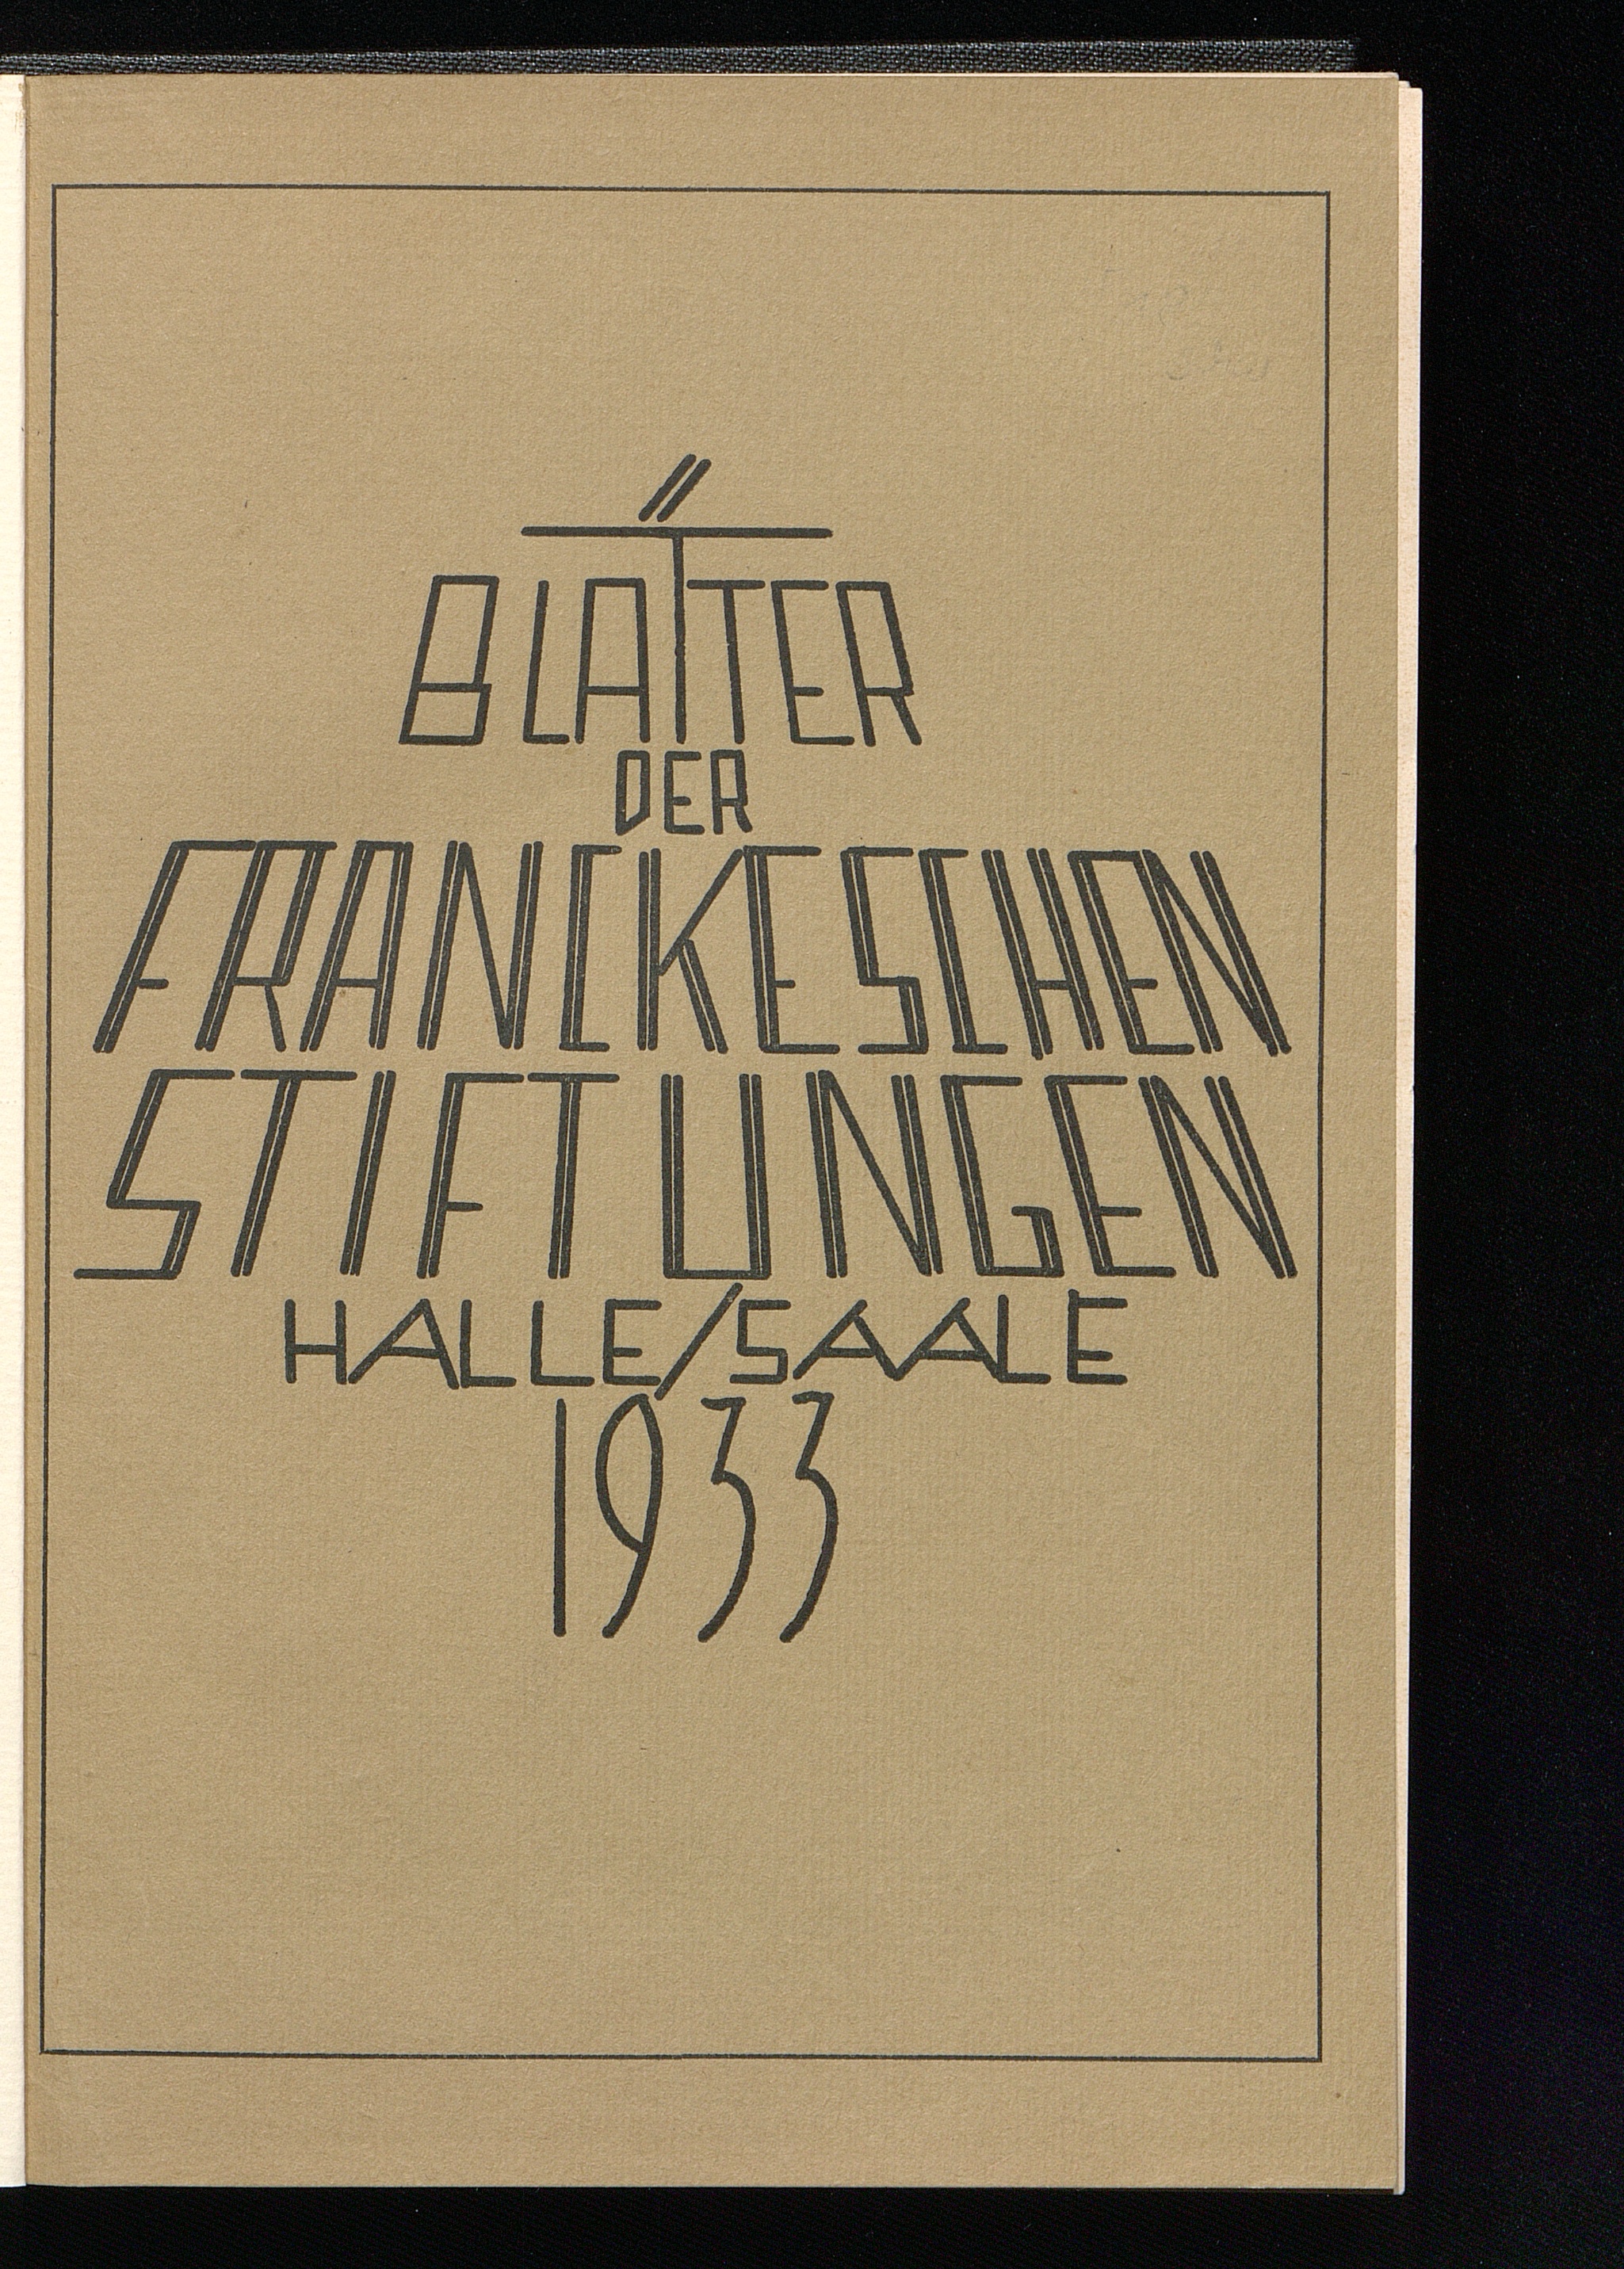 BLÄTTER
DER
FRANCKESCHEN
STIFTUNGEN
HALLE/SAALE
1933